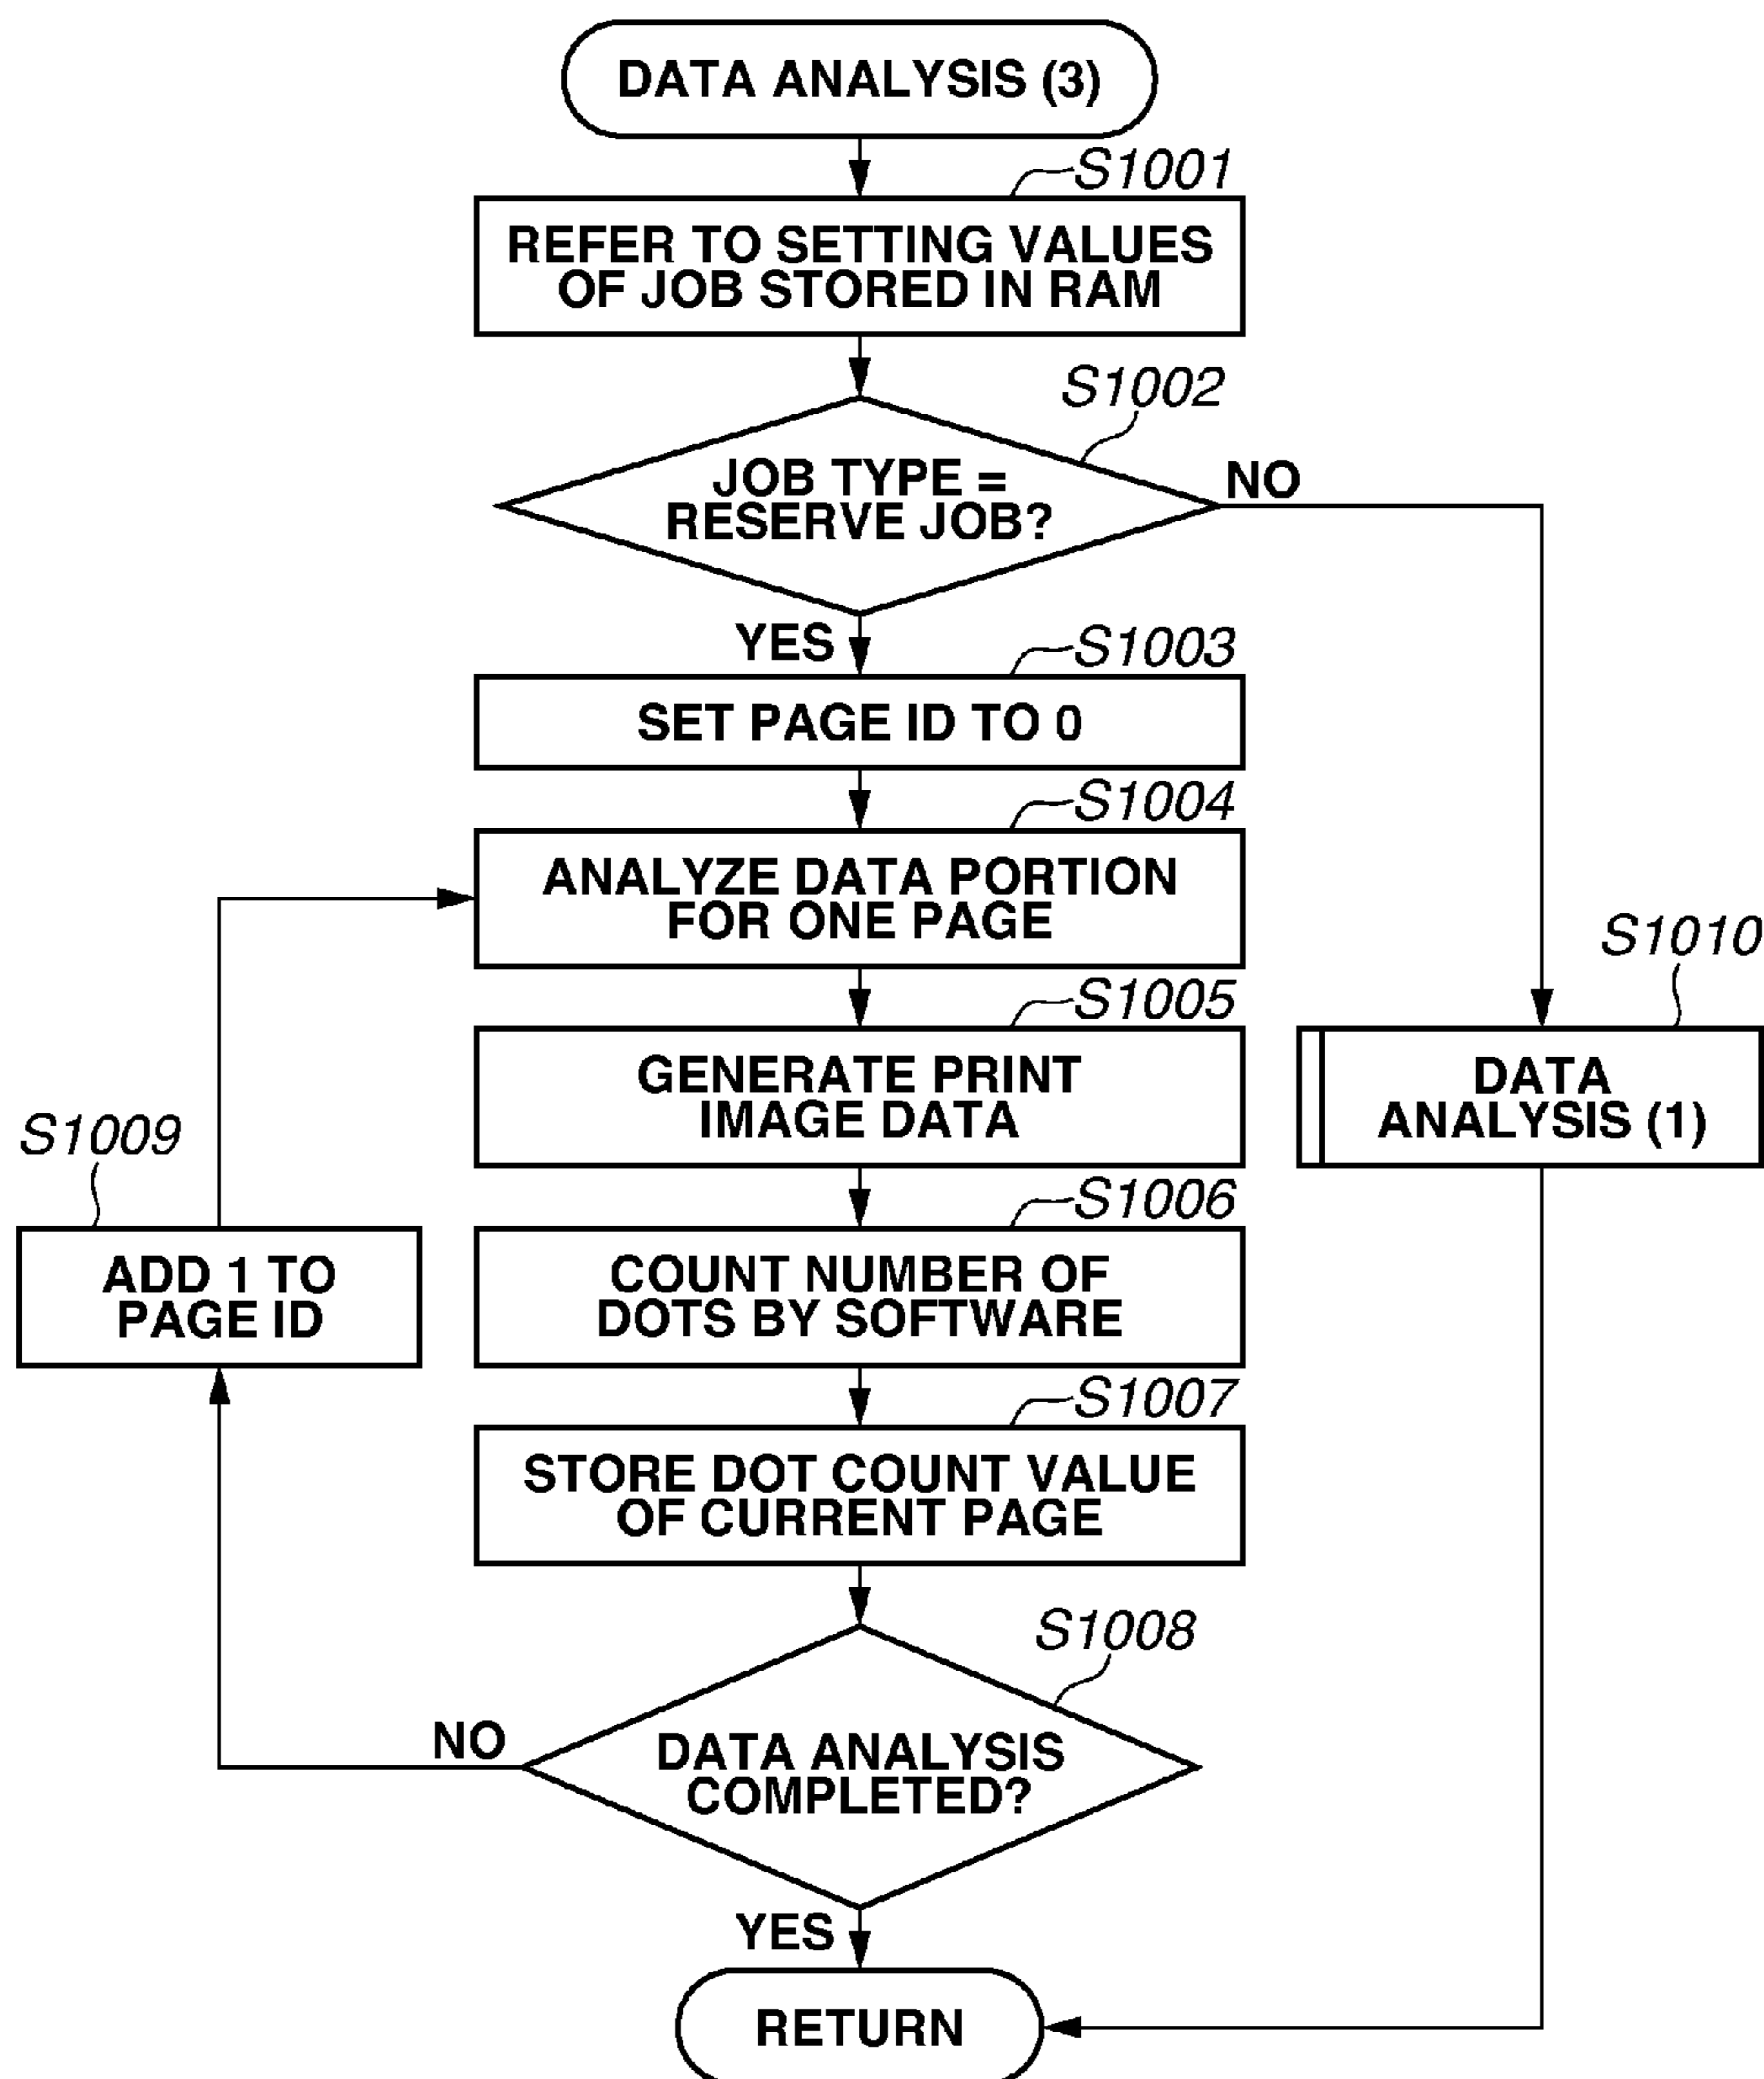 DATA ANALYSIS (3)
S1001
REFER TO SETTING VALUES
OF JOB STORED IN RAM
S1002
JOB TYPE =
RESERVE JOB?
NO
YES
S1003
SET PAGE ID TO 0
S1004
ANALYZE DATA PORTION
FOR ONE PAGE
S1005
GENERATE PRINT
IMAGE DATA
S1010
DATA
ANALYSIS (1)
S1009
ADD 1 TO
PAGE ID
S1006
COUNT NUMBER OF
DOTS BY SOFTWARE
S1007
STORE DOT COUNT VALUE
OF CURRENT PAGE
S1008
DATA ANALYSIS
COMPLETED?
NO
YES
RETURN